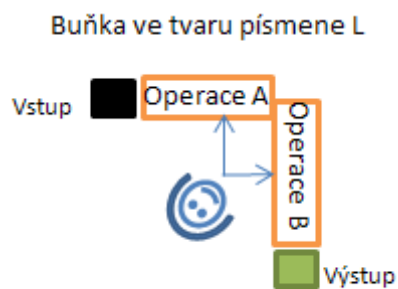 Buňka ve tvaru písmene L
Vstup
Operace A
Operace B
Výstup